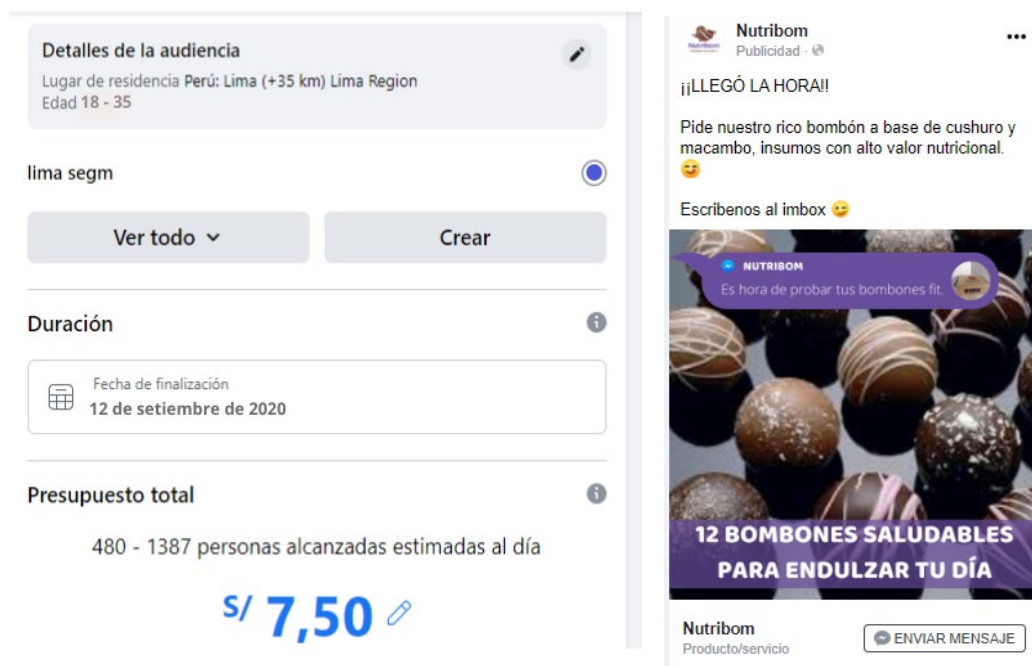 Detalles de la audiencia
Lugar de residencia Perú: Lima (+35 km) Lima Region
Edad 18 - 35
lima segm
Ver todo
Crear
Duración
Fecha de finalización
12 de setiembre de 2020
Presupuesto total
480 - 1387 personas alcanzadas estimadas al día
S/ 7,50
Nutribom
Nutribom
Publicidad ·
¡¡LLEGÓ LA HORA!!
Pide nuestro rico bombón a base de cushuro y
macambo, insumos con alto valor nutricional.
Escribenos al imbox
NUTRIBOM
Es hora de probar tus bombones fit.
12 BOMBONES SALUDABLES
PARA ENDULZAR TU DÍA
Nutribom
Producto/servicio
ENVIAR MENSAJE